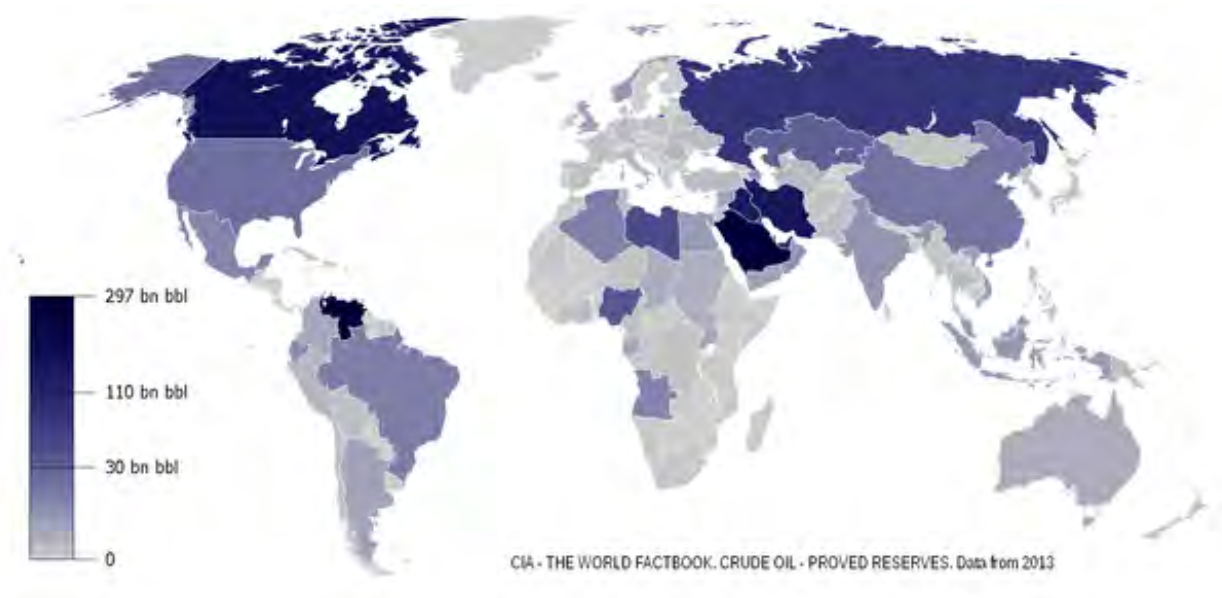 297 bn bbl
110 bn bbl
30 bn bbl
0
CIA - THE WORLD FACTBOOK. CRUDE OIL - PROVED RESERVES. Data from 2013